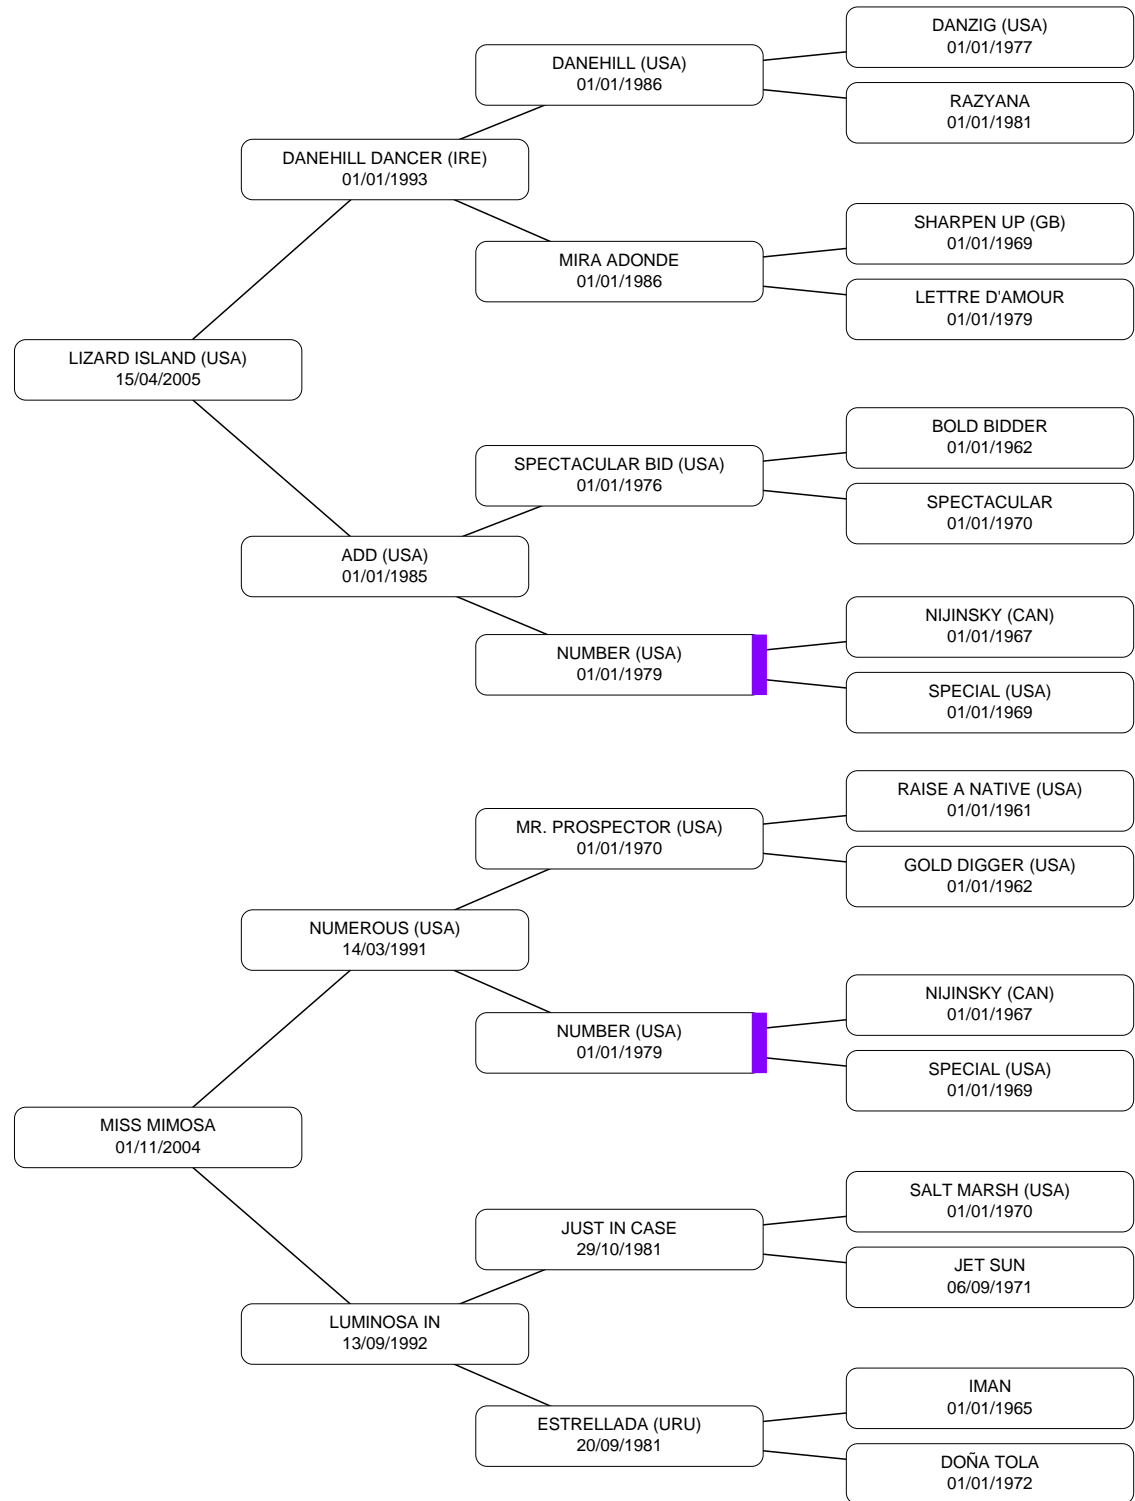 DANZIG (USA)
01/01/1977
DANEHILL (USA)
01/01/1986
RAZYANA
01/01/1981
DANEHILL DANCER (IRE)
01/01/1993
SHARPEN UP (GB)
01/01/1969
MIRA ADONDE
01/01/1986
LETTRE D'AMOUR
01/01/1979
LIZARD ISLAND (USA)
15/04/2005
BOLD BIDDER
01/01/1962
SPECTACULAR BID (USA)
01/01/1976
SPECTACULAR
01/01/1970
ADD (USA)
01/01/1985
NIJINSKY (CAN)
01/01/1967
NUMBER (USA)
01/01/1979
SPECIAL (USA)
01/01/1969
RAISE A NATIVE (USA)
01/01/1961
MR. PROSPECTOR (USA)
01/01/1970
GOLD DIGGER (USA)
01/01/1962
NUMEROUS (USA)
14/03/1991
NIJINSKY (CAN)
01/01/1967
NUMBER (USA)
01/01/1979
SPECIAL (USA)
01/01/1969
MISS MIMOSA
01/11/2004
SALT MARSH (USA)
01/01/1970
JUST IN CASE
29/10/1981
JET SUN
06/09/1971
LUMINOSA IN
13/09/1992
IMAN
01/01/1965
ESTRELLADA (URU)
20/09/1981
DOÑA TOLA
01/01/1972